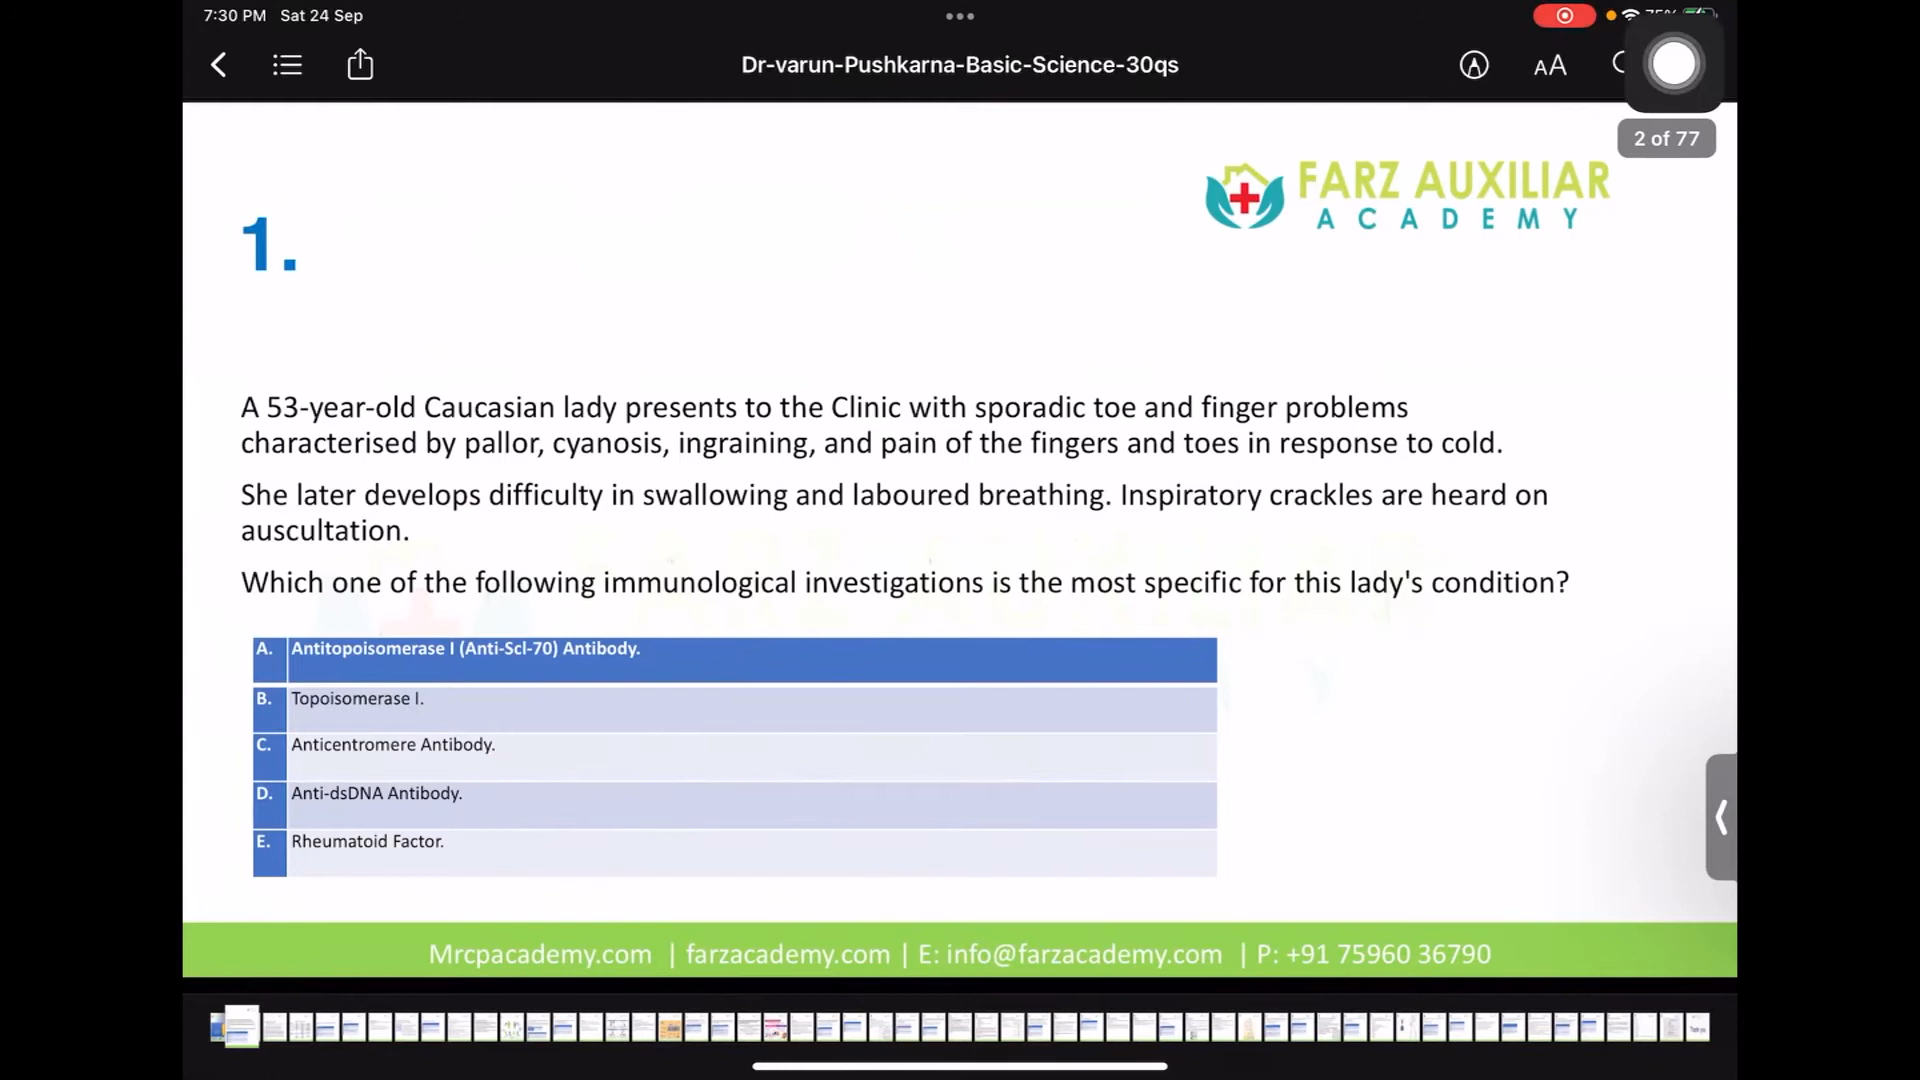 7:30 PM Sat 24 Sep
Dr-varun-Pushkarna-Basic-Science-30qs
AA
2 of 77
FARZ AUXILIAR
ACADEMY
1.
A 53-year-old Caucasian lady presents to the Clinic with sporadic toe and finger problems
characterised by pallor, cyanosis, ingraining, and pain of the fingers and toes in response to cold.
She later develops difficulty in swallowing and laboured breathing. Inspiratory crackles are heard on
auscultation.
Which one of the following immunological investigations is the most specific for this lady's condition?
A. Antitopoisomerase I (Anti-Scl-70) Antibody.
B. Topoisomerase I.
C. Anticentromere Antibody.
D. Anti-dsDNA Antibody.
E. Rheumatoid Factor.
Mrcpacademy.com | farzacademy.com | E: info@farzacademy.com | P: +91 75960 36790